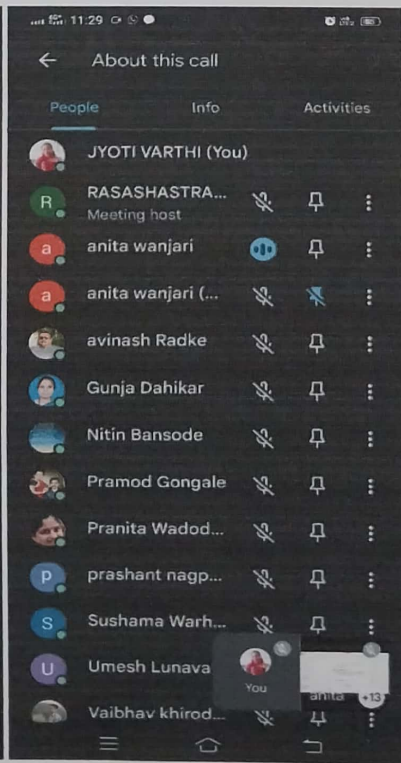 11:29
About this call
People Info Activities
JYOTI VARTHI (You)
R RASASHASTRA...
Meeting host
a anita wanjari
a anita wanjari (...
avinash Radke
Gunja Dahikar
Nitin Bansode
Pramod Gongale
Pranita Wadod...
p prashant nagp...
S Sushama Warh...
U Umesh Lunava
You anita +13
Vaibhav khirod...